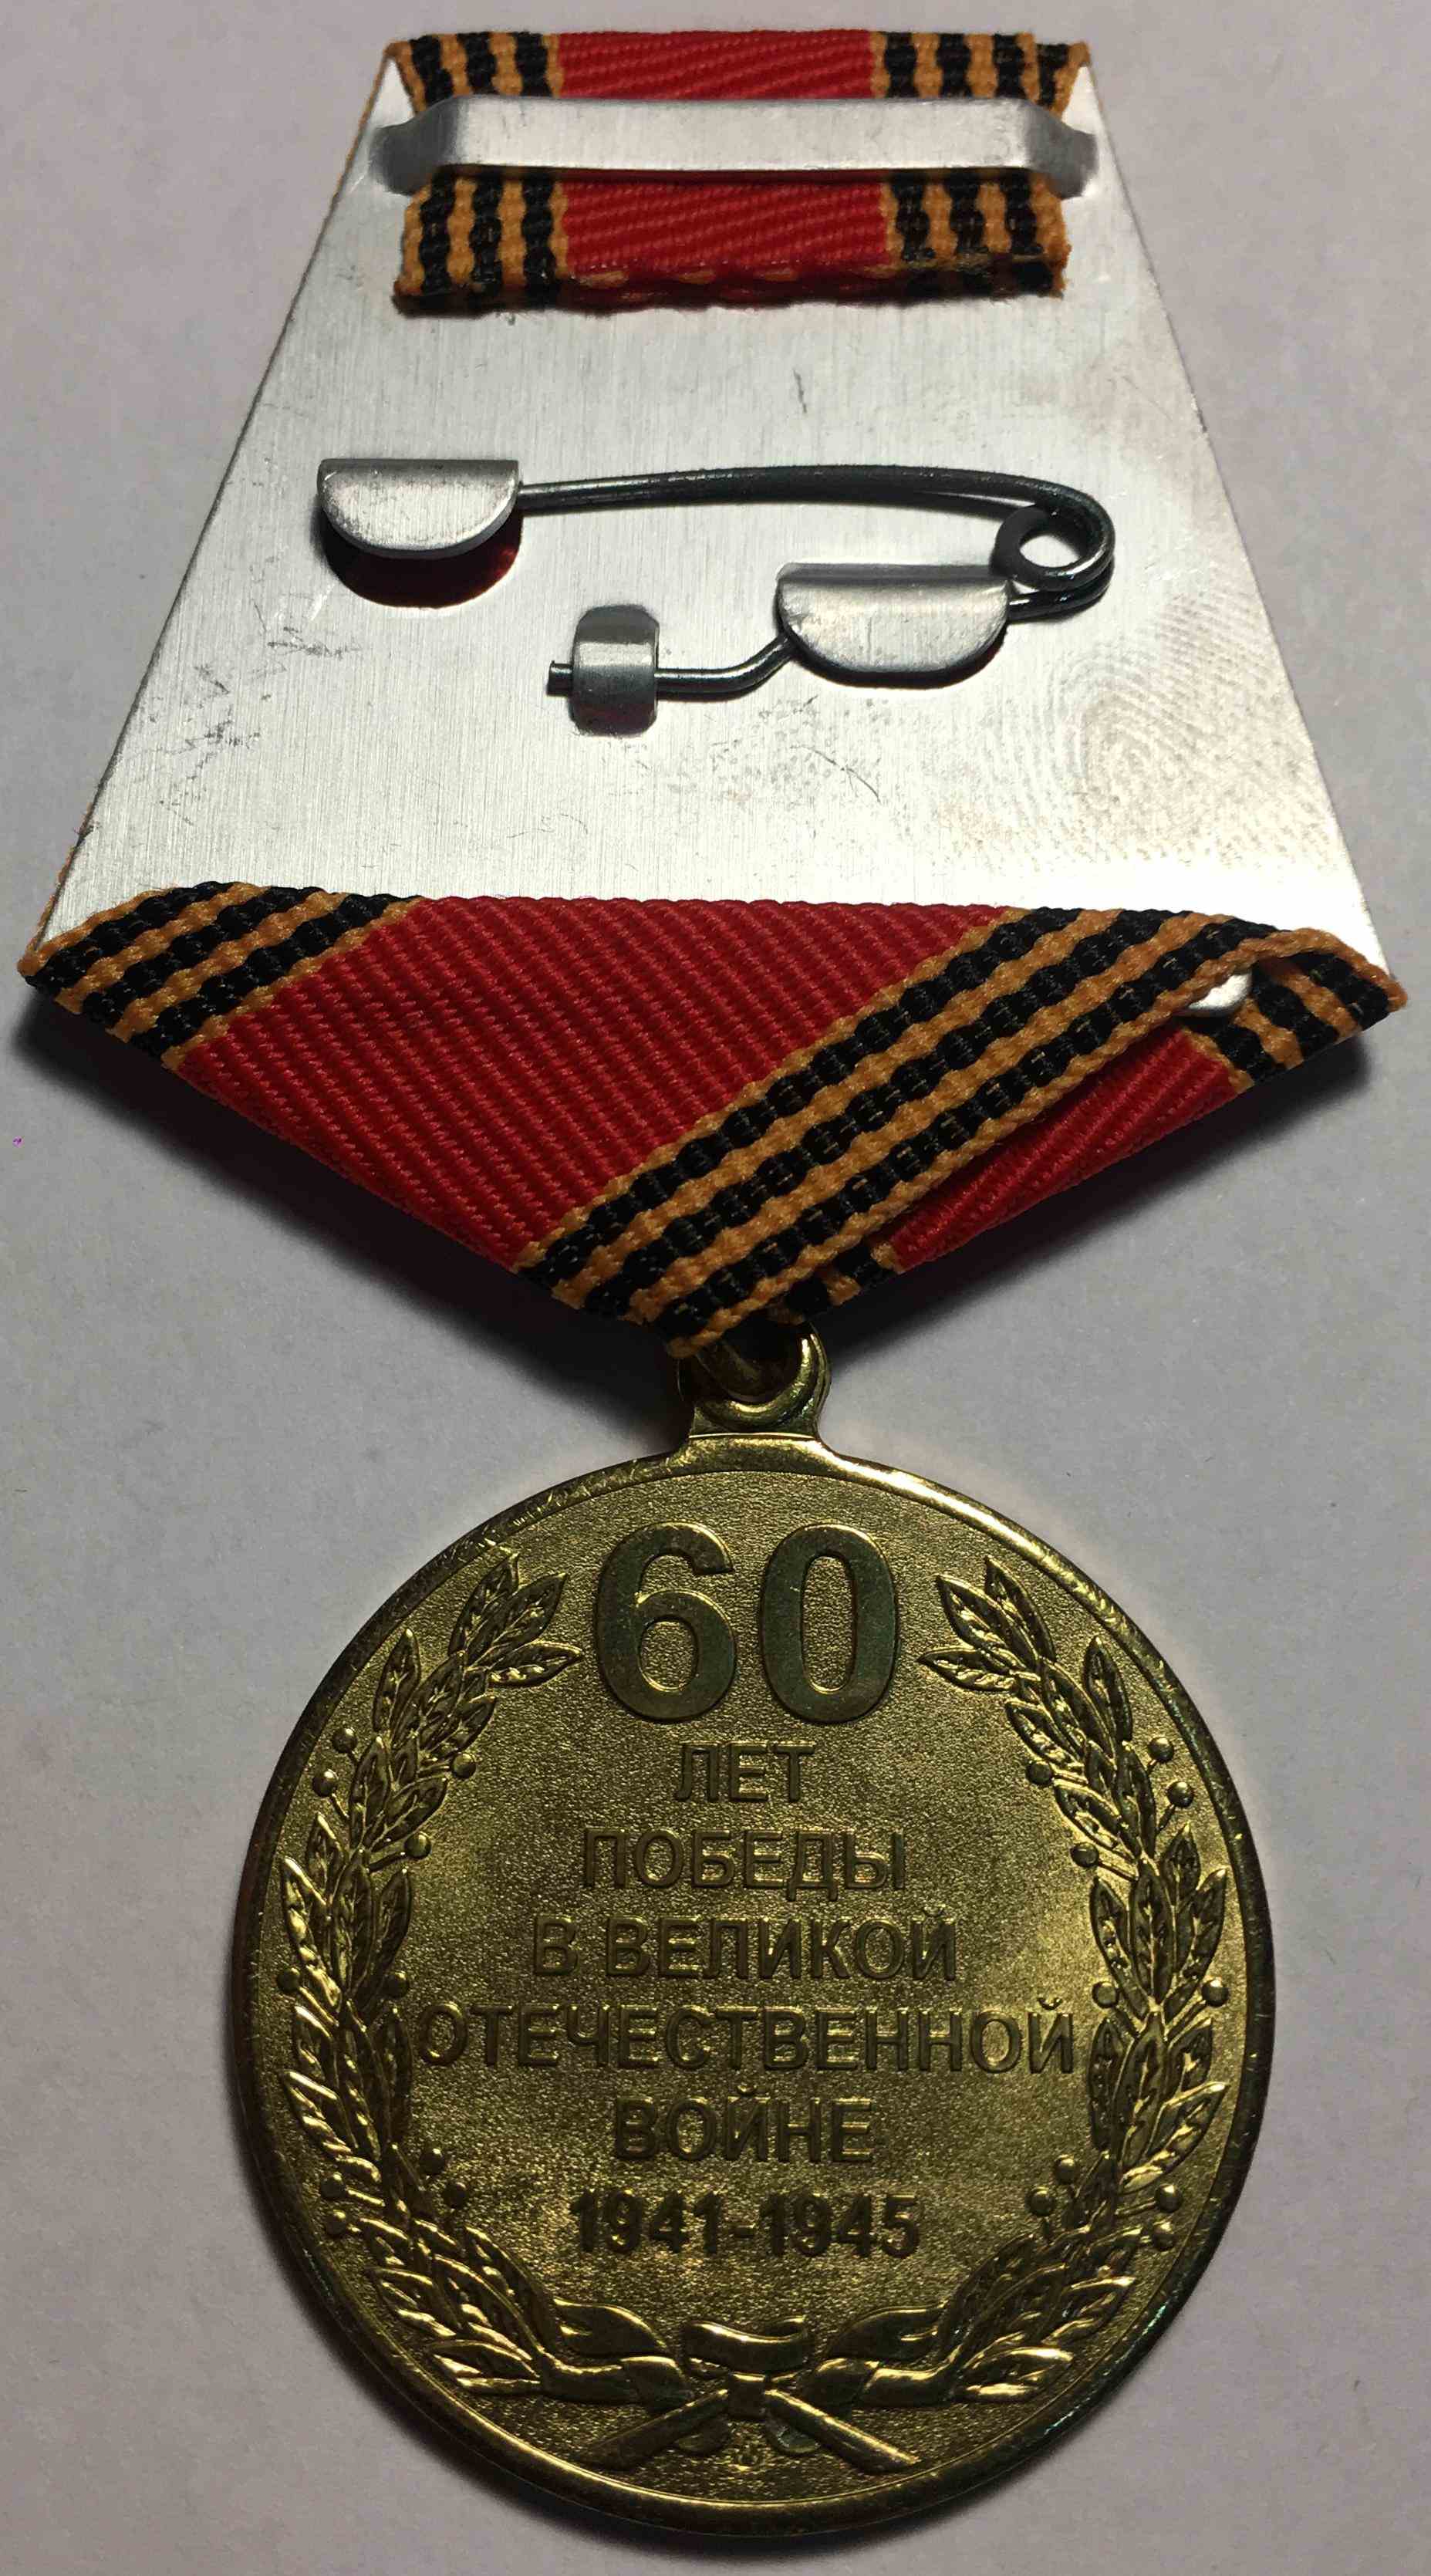 60
ЛЕТ
ПОБЕДЫ
В ВЕЛИКОЙ
ОТЕЧЕСТВЕННОЙ
ВОЙНЕ
1941-1945